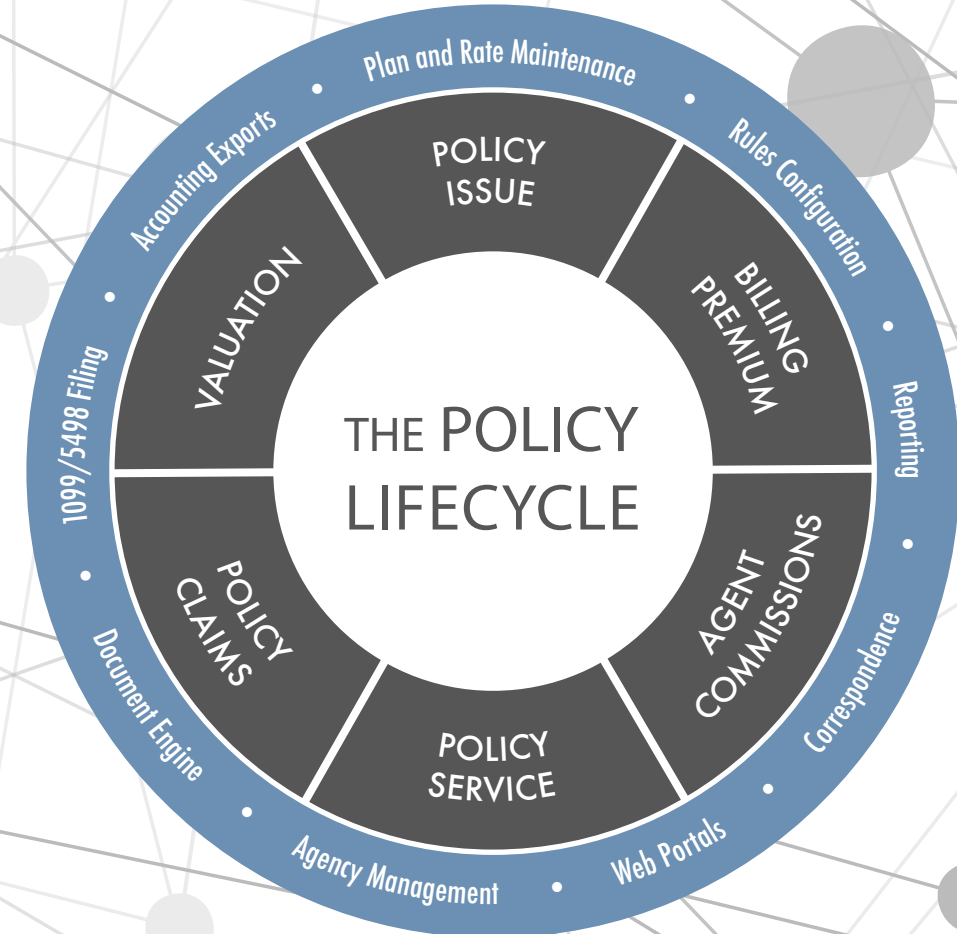 Plan and Rate Maintenance
Rules Configuration
Reporting
Correspondence
Web Portals
Agency Management
Document Engine
1099/5498 Filing
Accounting Exports
POLICY
ISSUE
BILLING
PREMIUM
AGENT
COMMISSIONS
POLICY
SERVICE
POLICY
CLAIMS
VALUATION
THE POLICY
LIFECYCLE